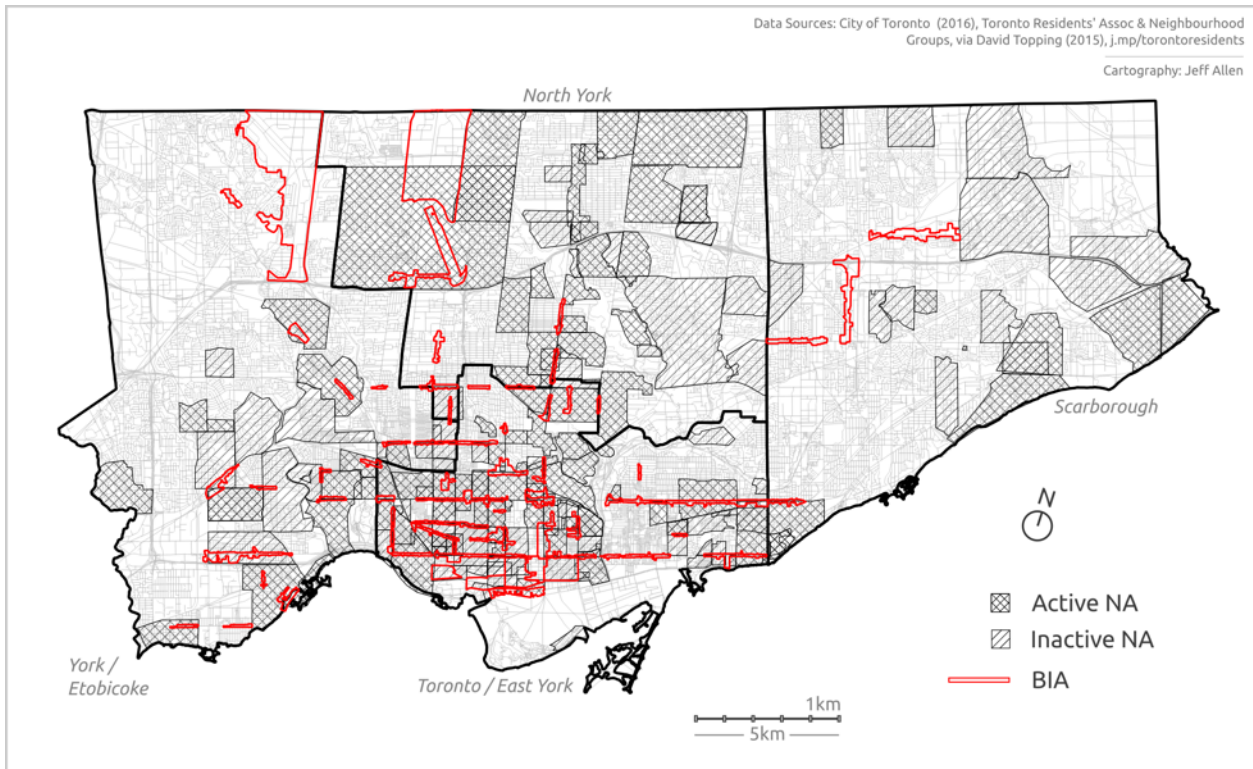 Data Sources: City of Toronto (2016), Toronto Residents' Assoc & Neighbourhood
Groups, via David Topping (2015), j.mp/torontoresidents
Cartography: Jeff Allen
North York
Scarborough
N
Active NA
Inactive NA
BIA
York /
Etobicoke
Toronto / East York
1km
5km